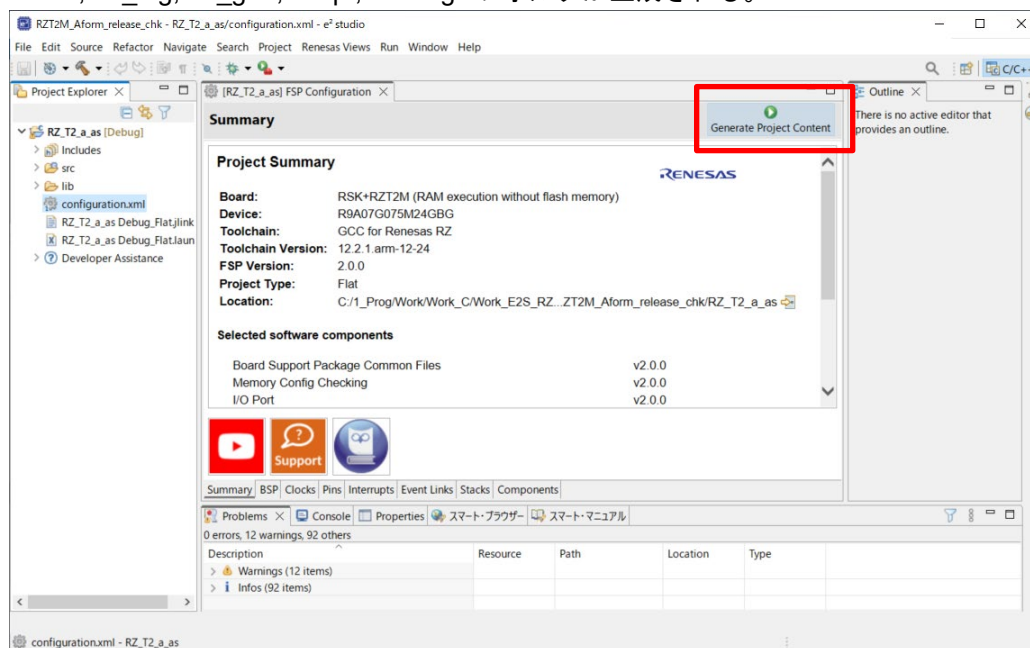 RZT2M_Aform_release_chk - RZ_T2_a_as/configuration.xml - e² studio
File Edit Source Refactor Navigate Search Project Renesas Views Run Window Help
C/C+
Project Explorer
[RZ_T2_a_as] FSP Configuration
Outline
RZ_T2_a_as [Debug]
Includes
src
lib
configuration.xml
RZ_T2_a_as Debug_Flat.jlink
RZ_T2_a_as Debug_Flat.laun
Developer Assistance
Summary
Generate Project Content
There is no active editor that
provides an outline.
Project Summary
RENESAS
Board: RSK+RZT2M (RAM execution without flash memory)
Device: R9A07G075M24GBG
Toolchain: GCC for Renesas RZ
Toolchain Version: 12.2.1.arm-12-24
FSP Version: 2.0.0
Project Type: Flat
Location: C:/1_Prog/Work/Work_C/Work_E2S_RZ...ZT2M_Aform_release_chk/RZ_T2_a_as
Selected software components
Board Support Package Common Files v2.0.0
Memory Config Checking v2.0.0
I/O Port v2.0.0
Support
Summary BSP Clocks Pins Interrupts Event Links Stacks Components
Problems Console Properties スマート・ブラウザー スマート・マニュアル
0 errors, 12 warnings, 92 others
Description Resource Path Location Type
Warnings (12 items)
Infos (92 items)
configuration.xml - RZ_T2_a_as